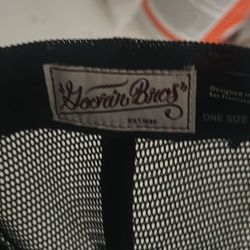 "Goorin Bros"
EST. 1895
Designed in
San Francisco
ONE SIZE